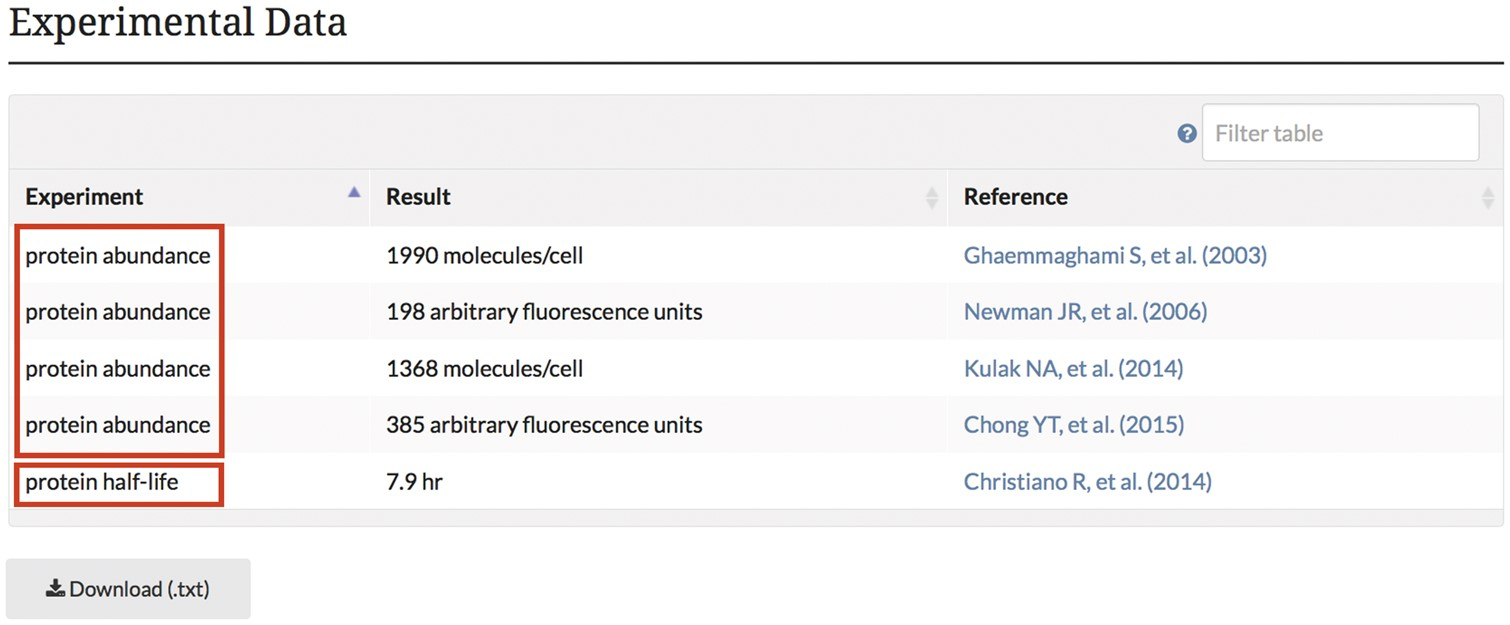 Experimental Data
? Filter table
Experiment Result Reference
protein abundance 1990 molecules/cell Ghaemmaghami S, et al. (2003)
protein abundance 198 arbitrary fluorescence units Newman JR, et al. (2006)
protein abundance 1368 molecules/cell Kulak NA, et al. (2014)
protein abundance 385 arbitrary fluorescence units Chong YT, et al. (2015)
protein half-life 7.9 hr Christiano R, et al. (2014)
Download (.txt)